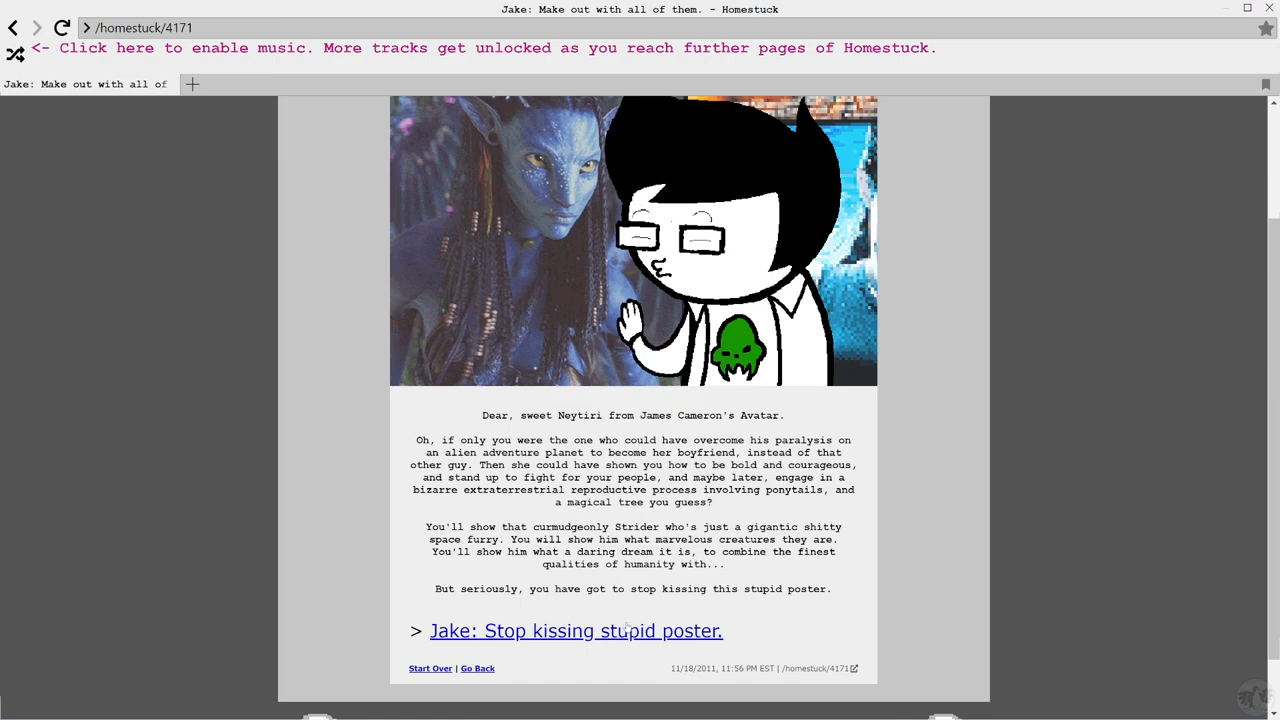 Jake: Make out with all of them. - Homestuck
/homestuck/4171
<- Click here to enable music. More tracks get unlocked as you reach further pages of Homestuck.
Jake: Make out with all of
Dear, sweet Neytiri from James Cameron's Avatar.
Oh, if only you were the one who could have overcome his paralysis on
an alien adventure planet to become her boyfriend, instead of that
other guy. Then she could have shown you how to be bold and courageous,
and stand up to fight for your people, and maybe later, engage in a
bizarre extraterrestrial reproductive process involving ponytails, and
a magical tree you guess?
You'll show that curmudgeonly Strider who's just a gigantic shitty
space furry. You will show him what marvelous creatures they are.
You'll show him what a daring dream it is, to combine the finest
qualities of humanity with...
But seriously, you have got to stop kissing this stupid poster.
> Jake: Stop kissing stupid poster.
Start Over | Go Back
11/18/2011, 11:56 PM EST | /homestuck/4171